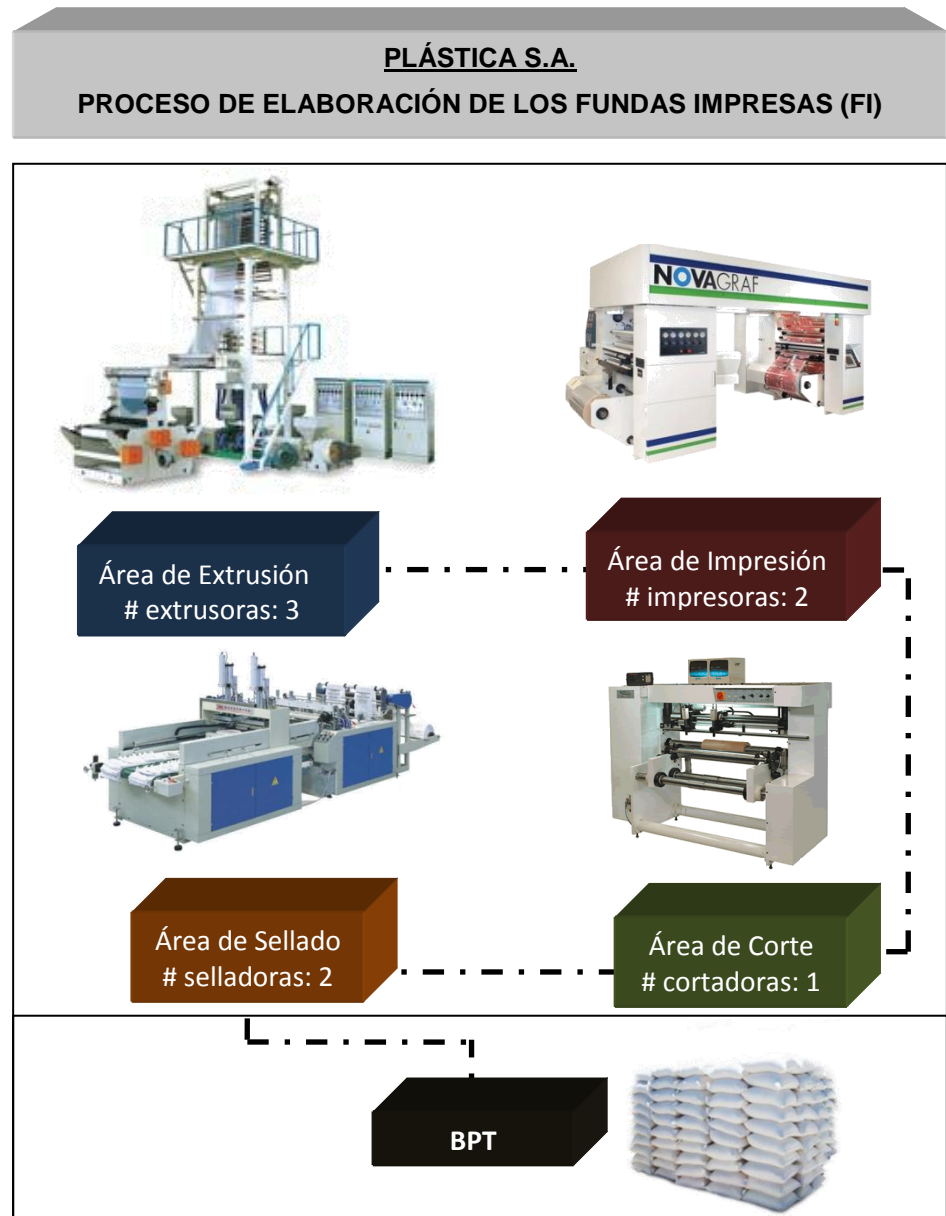 PLÁSTICA S.A.
PROCESO DE ELABORACIÓN DE LOS FUNDAS IMPRESAS (FI)
NOVAGRAF
Área de Extrusión
# extrusoras: 3
Área de Impresión
# impresoras: 2
Área de Sellado
# selladoras: 2
Área de Corte
# cortadoras: 1
BPT